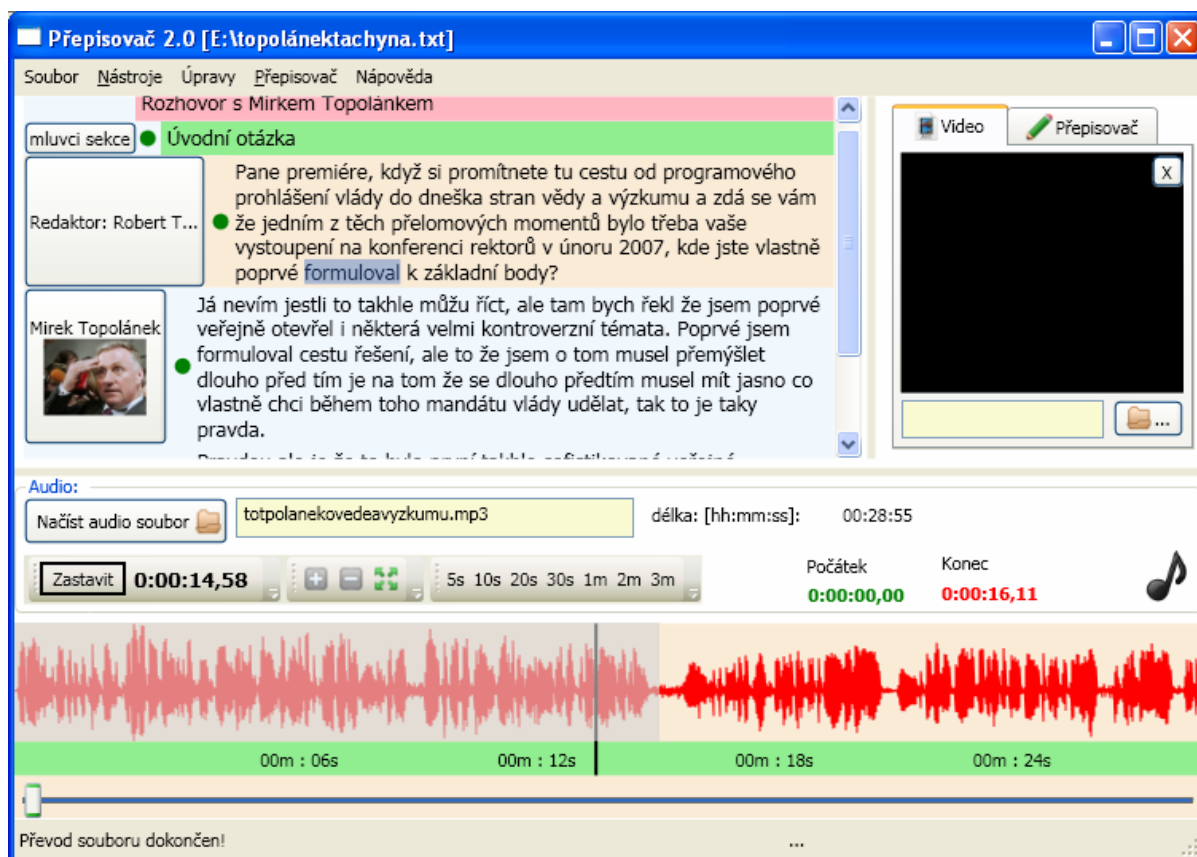 Přepisovač 2.0 [E:\topolánektachyna.txt]
Soubor Nástroje Úpravy Přepisovač Nápověda
Rozhovor s Mirkem Topolánkem
mluvci sekce Úvodní otázka
Redaktor: Robert T...
Pane premiére, když si promítnete tu cestu od programového
prohlášení vlády do dneška stran vědy a výzkumu a zdá se vám
že jedním z těch přelomových momentů bylo třeba vaše
vystoupení na konferenci rektorů v únoru 2007, kde jste vlastně
poprvé formuloval k základní body?
Mirek Topolánek
Já nevím jestli to takhle můžu říct, ale tam bych řekl že jsem poprvé
veřejně otevřel i některá velmi kontroverzní témata. Poprvé jsem
formuloval cestu řešení, ale to že jsem o tom musel přemýšlet
dlouho před tím je na tom že se dlouho předtím musel mít jasno co
vlastně chci během toho mandátu vlády udělat, tak to je taky
pravda.
Video Přepisovač
X
...
Audio:
Načíst audio soubor totpolanekovedeavyzkumu.mp3 délka: [hh:mm:ss]: 00:28:55
Zastavit 0:00:14,58 5s 10s 20s 30s 1m 2m 3m
Počátek Konec
0:00:00,00 0:00:16,11
00m : 06s 00m : 12s 00m : 18s 00m : 24s
Převod souboru dokončen! ...